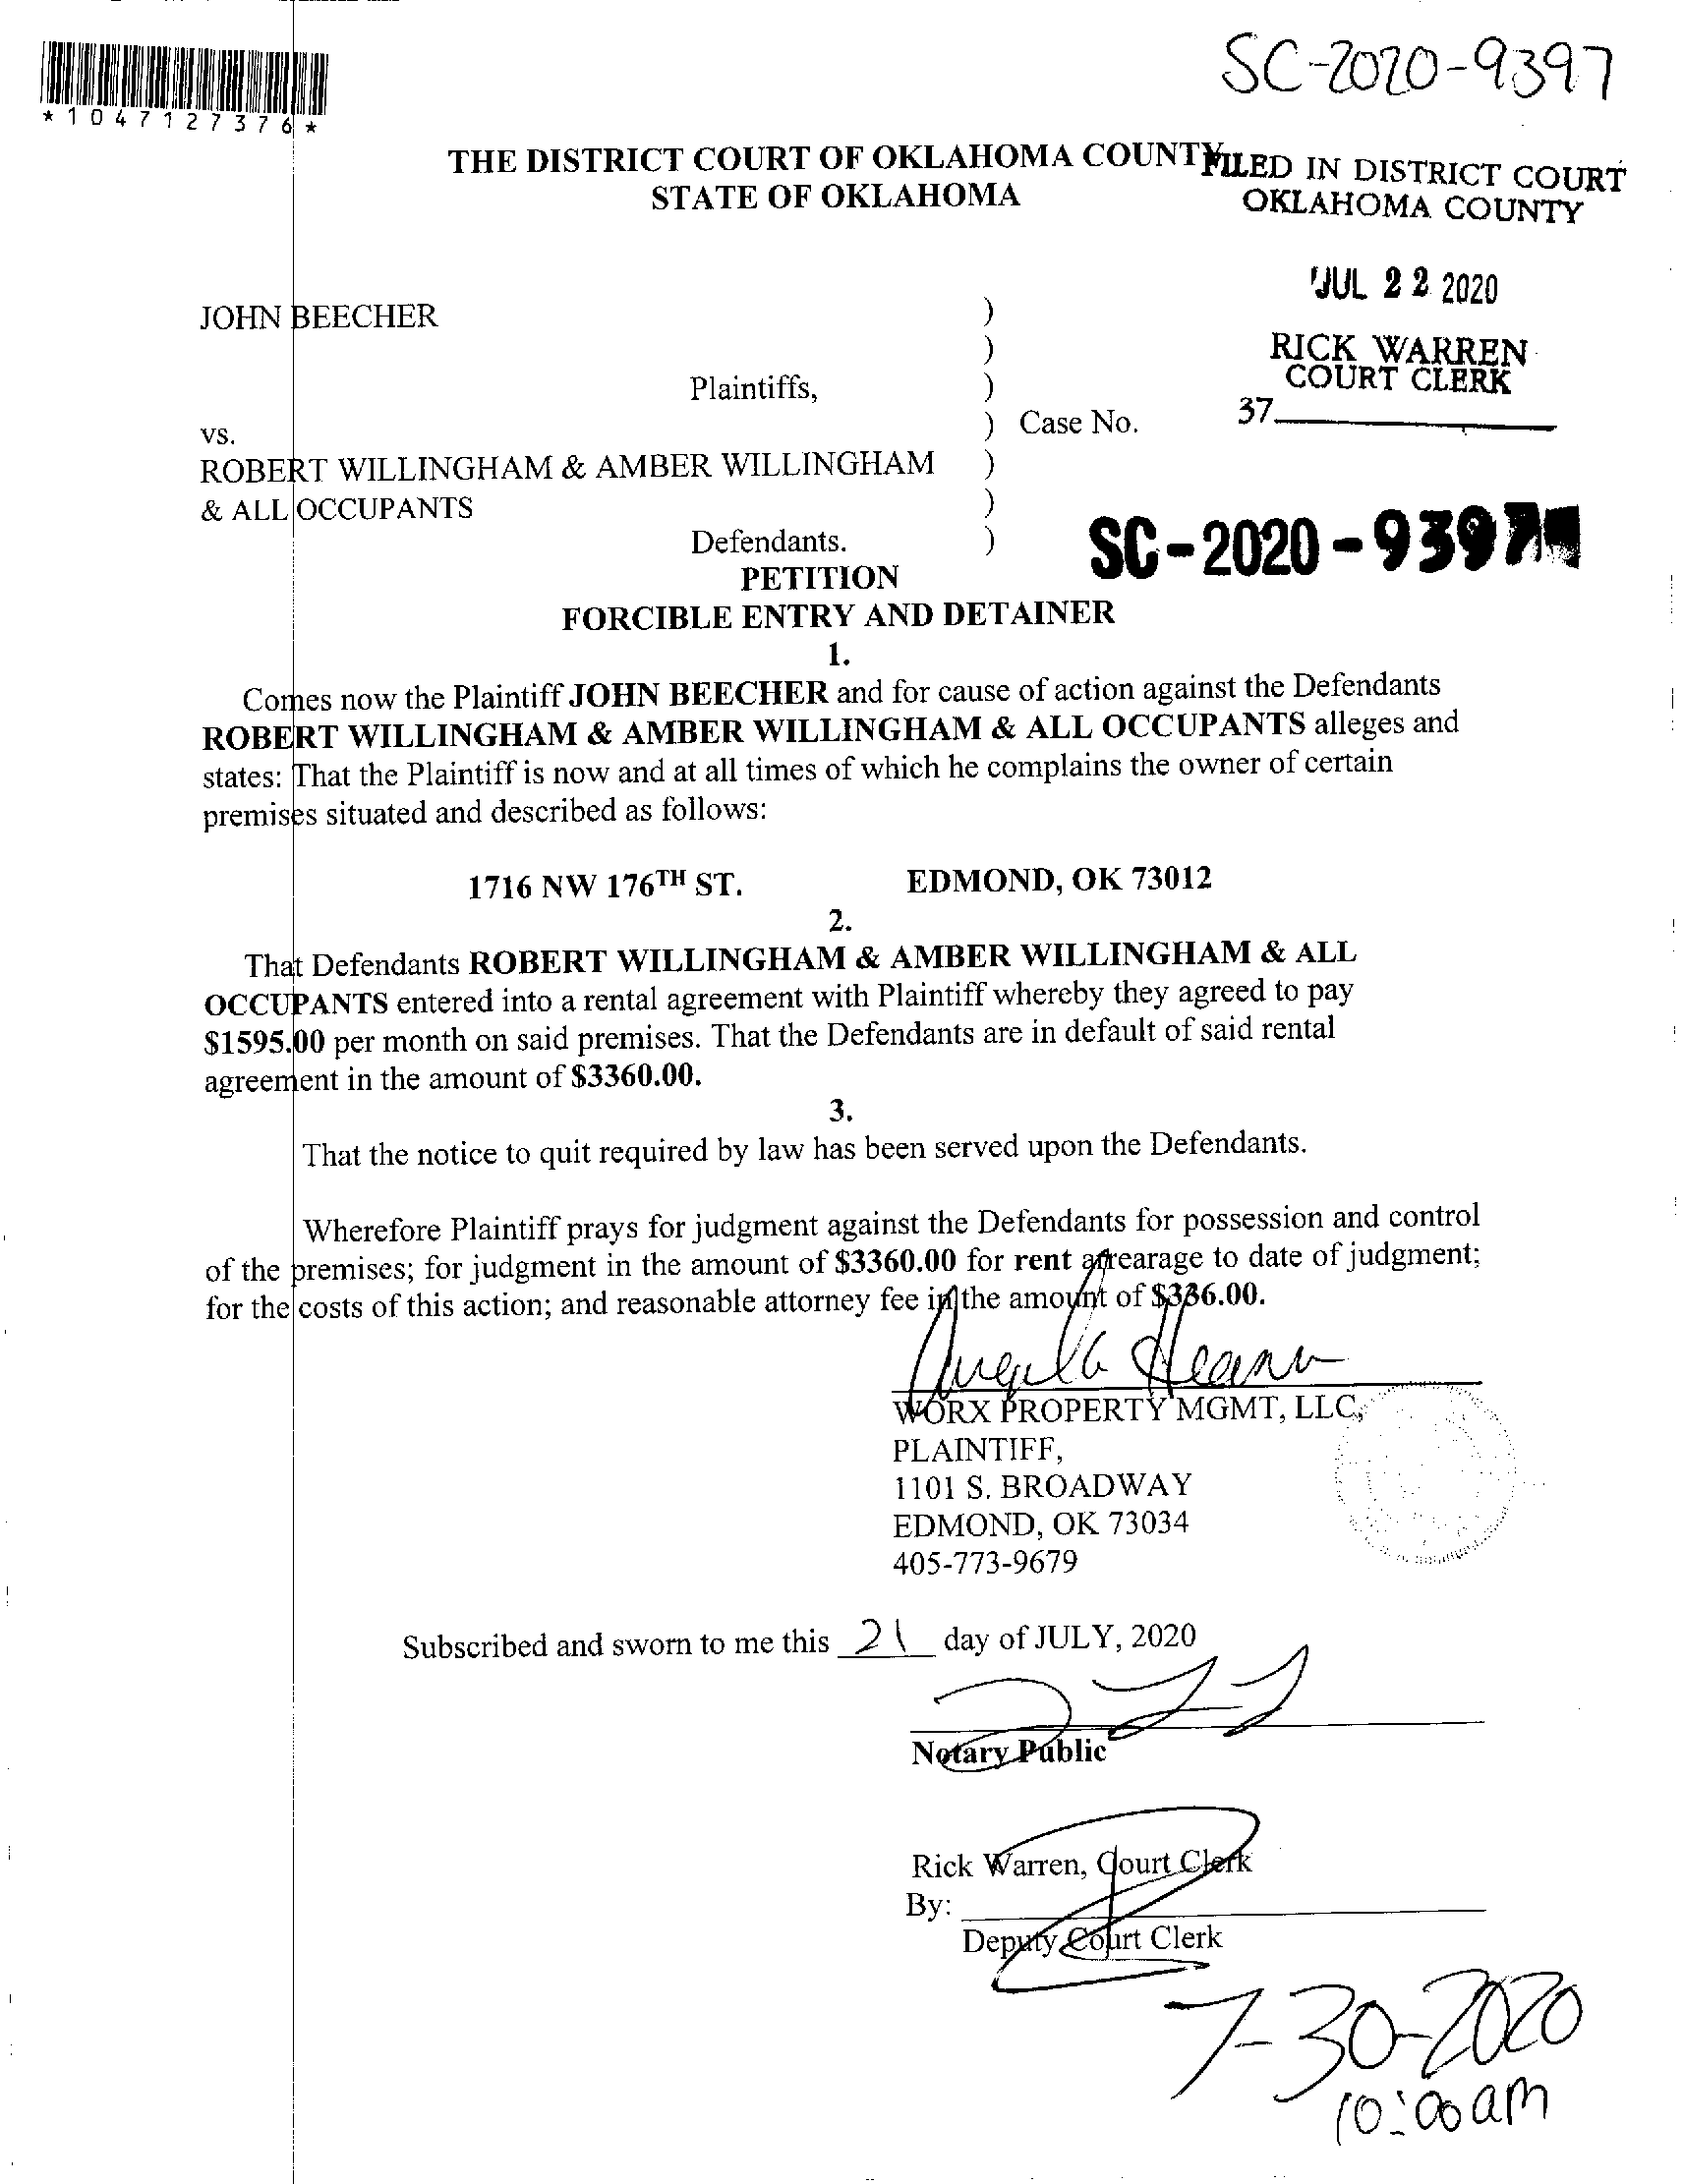 SC-2020-9397
*1047127376*
THE DISTRICT COURT OF OKLAHOMA COUNTY
STATE OF OKLAHOMA
FILED IN DISTRICT COURT
OKLAHOMA COUNTY
JUL 22 2020
RICK WARREN
COURT CLERK
37
JOHN BEECHER )
)
Plaintiffs, )
vs. ) Case No.
ROBERT WILLINGHAM & AMBER WILLINGHAM )
& ALL OCCUPANTS )
Defendants. )
SC-2020-9397
PETITION
FORCIBLE ENTRY AND DETAINER
1.
Comes now the Plaintiff JOHN BEECHER and for cause of action against the Defendants
ROBERT WILLINGHAM & AMBER WILLINGHAM & ALL OCCUPANTS alleges and
states: That the Plaintiff is now and at all times of which he complains the owner of certain
premises situated and described as follows:
1716 NW 176TH ST. EDMOND, OK 73012
2.
That Defendants ROBERT WILLINGHAM & AMBER WILLINGHAM & ALL
OCCUPANTS entered into a rental agreement with Plaintiff whereby they agreed to pay
$1595.00 per month on said premises. That the Defendants are in default of said rental
agreement in the amount of $3360.00.
3.
That the notice to quit required by law has been served upon the Defendants.
Wherefore Plaintiff prays for judgment against the Defendants for possession and control
of the premises; for judgment in the amount of $3360.00 for rent arrearage to date of judgment;
for the costs of this action; and reasonable attorney fee in the amount of $336.00.
Angela
WORX PROPERTY MGMT, LLC,
PLAINTIFF,
1101 S. BROADWAY
EDMOND, OK 73034
405-773-9679
Subscribed and sworn to me this 21 day of JULY, 2020
Notary Public
Rick Warren, Court Clerk
By:
Deputy Court Clerk
7-30-2020
10:00am